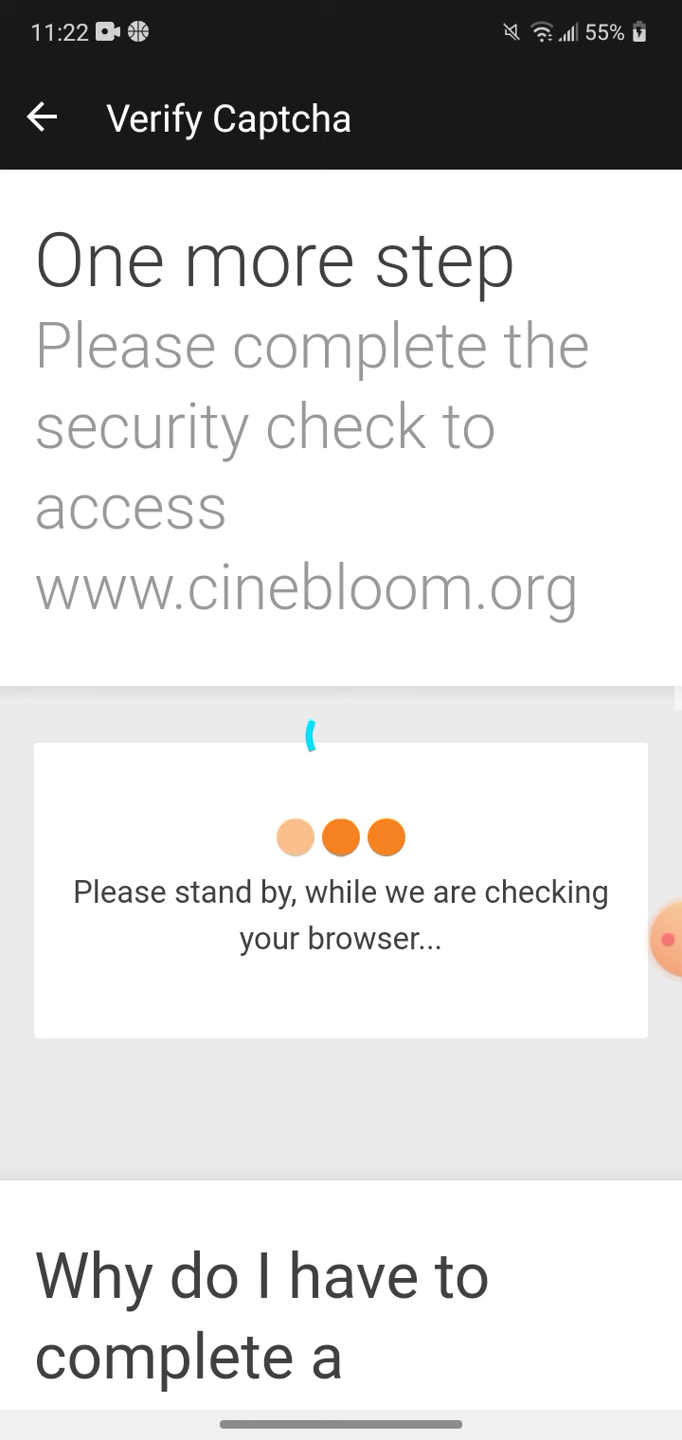 11:22 55%
Verify Captcha
One more step
Please complete the
security check to
access
www.cinebloom.org
Please stand by, while we are checking
your browser...
Why do I have to
complete a